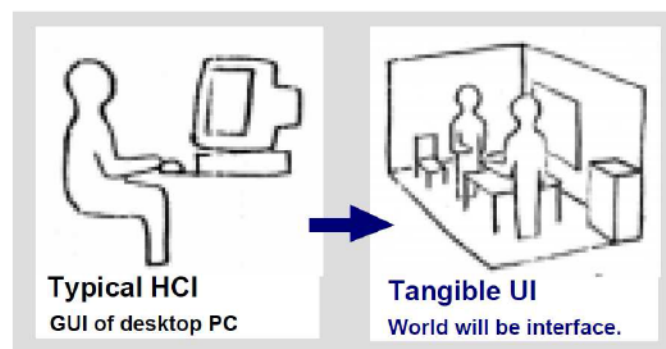 Typical HCI
GUI of desktop PC
Tangible UI
World will be interface.